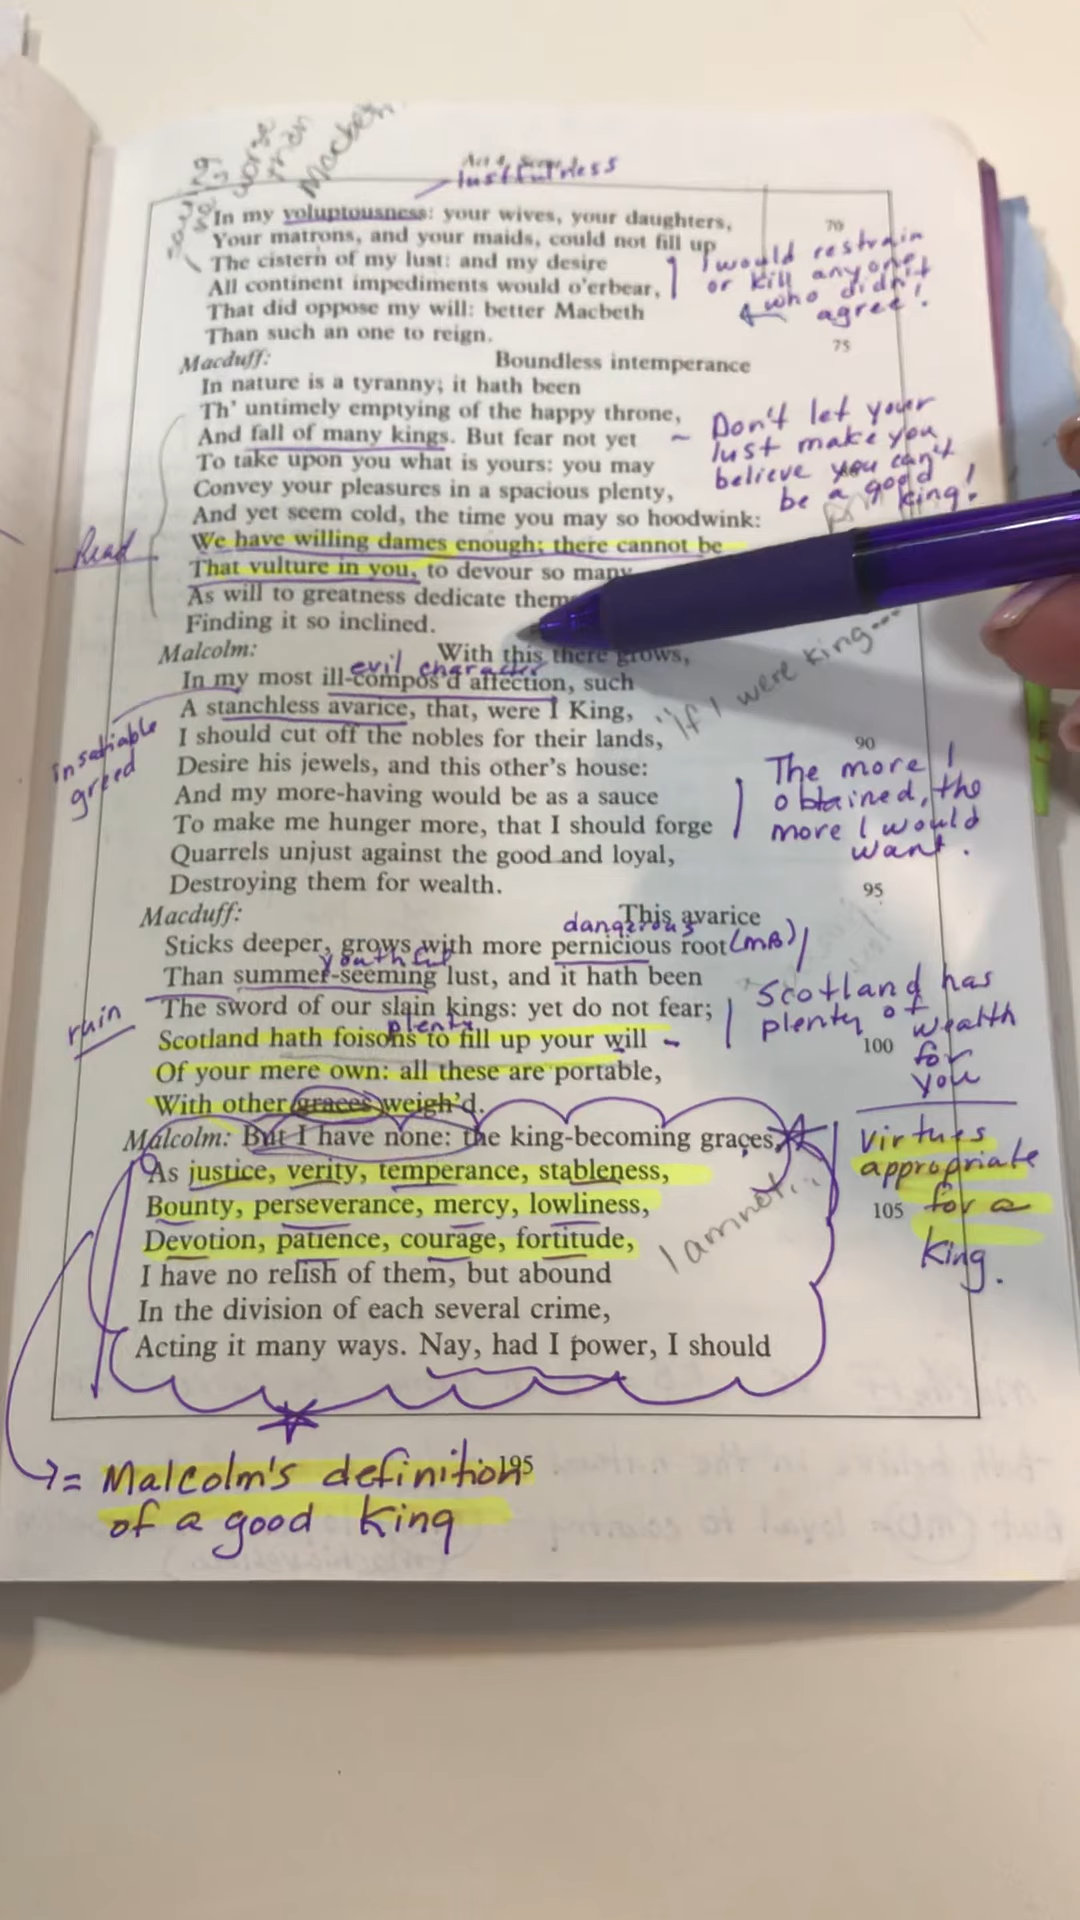 worse
than
Macbeth
Act 4, Scene
lustfulness
In my voluptousness: your wives, your daughters,
70
Your matrons, and your maids, could not fill up
The cistern of my lust: and my desire
All continent impediments would o'erbear,
I would restrain
or kill anyone
who didn't
agree!
That did oppose my will: better Macbeth
Than such an one to reign.
75
Macduff: Boundless intemperance
In nature is a tyranny; it hath been
Th' untimely emptying of the happy throne,
And fall of many kings. But fear not yet
~ Don't let your
lust make you
believe you can't
be a good
king!
To take upon you what is yours: you may
Convey your pleasures in a spacious plenty,
And yet seem cold, the time you may so hoodwink:
Read
We have willing dames enough; there cannot be
That vulture in you, to devour so many
As will to greatness dedicate
Finding it so inclined.
Malcolm: With this there grows,
evil character
In my most ill-compos'd affection, such
A stanchless avarice, that, were I King,
"If I were king...
insatiable
greed
I should cut off the nobles for their lands,
90
Desire his jewels, and this other's house:
And my more-having would be as a sauce
To make me hunger more, that I should forge
The more I
obtained, the
more I would
want.
Quarrels unjust against the good and loyal,
Destroying them for wealth.
95
Macduff: This avarice
dangerous
Sticks deeper, grows with more pernicious root
(MB)
youthful
Than summer-seeming lust, and it hath been
ruin
The sword of our slain kings: yet do not fear;
plenty
Scotland hath foisons to fill up your will -
Scotland has
plenty of
wealth
for
you
100
Of your mere own: all these are portable,
With other graces weigh'd.
Malcolm: But I have none: the king-becoming graces,
As justice, verity, temperance, stableness,
Bounty, perseverance, mercy, lowliness,
105
Virtues
appropriate
for a
king.
Devotion, patience, courage, fortitude,
I am not...
I have no relish of them, but abound
In the division of each several crime,
Acting it many ways. Nay, had I power, I should
= Malcolm's definition
of a good king
195